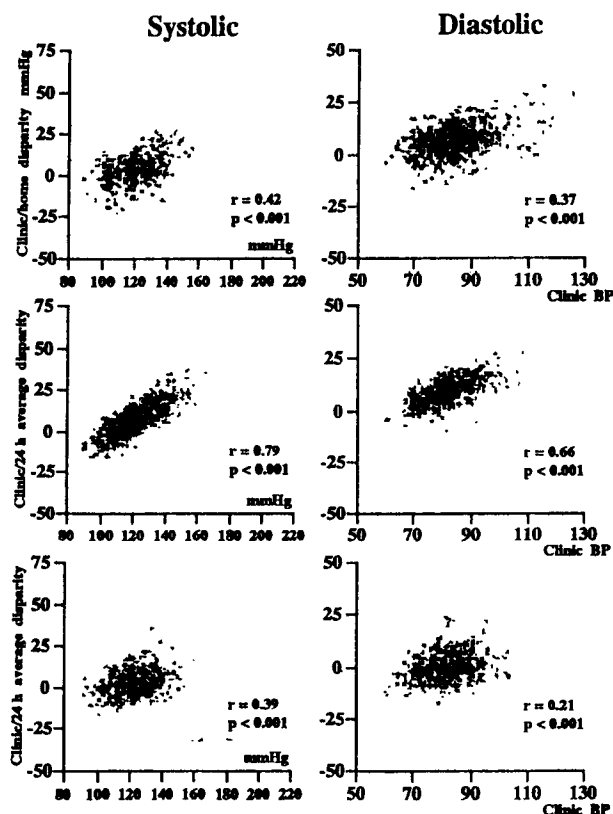 Systolic
Diastolic
Clinic/home disparity mmHg
75
50
25
0
-25
-50
r = 0.42
p < 0.001
mmHg
80 100 120 140 160 180 200 220
50
25
0
-25
-50
r = 0.37
p < 0.001
50 70 90 110 130
Clinic BP
Clinic/24 h average disparity
75
50
25
0
-25
-50
r = 0.79
p < 0.001
mmHg
80 100 120 140 160 180 200 220
50
25
0
-25
-50
r = 0.66
p < 0.001
50 70 90 110 130
Clinic BP
Clinic/24 h average disparity
75
50
25
0
-25
-50
r = 0.39
p < 0.001
mmHg
80 100 120 140 160 180 200 220
50
25
0
-25
-50
r = 0.21
p < 0.001
50 70 90 110 130
Clinic BP